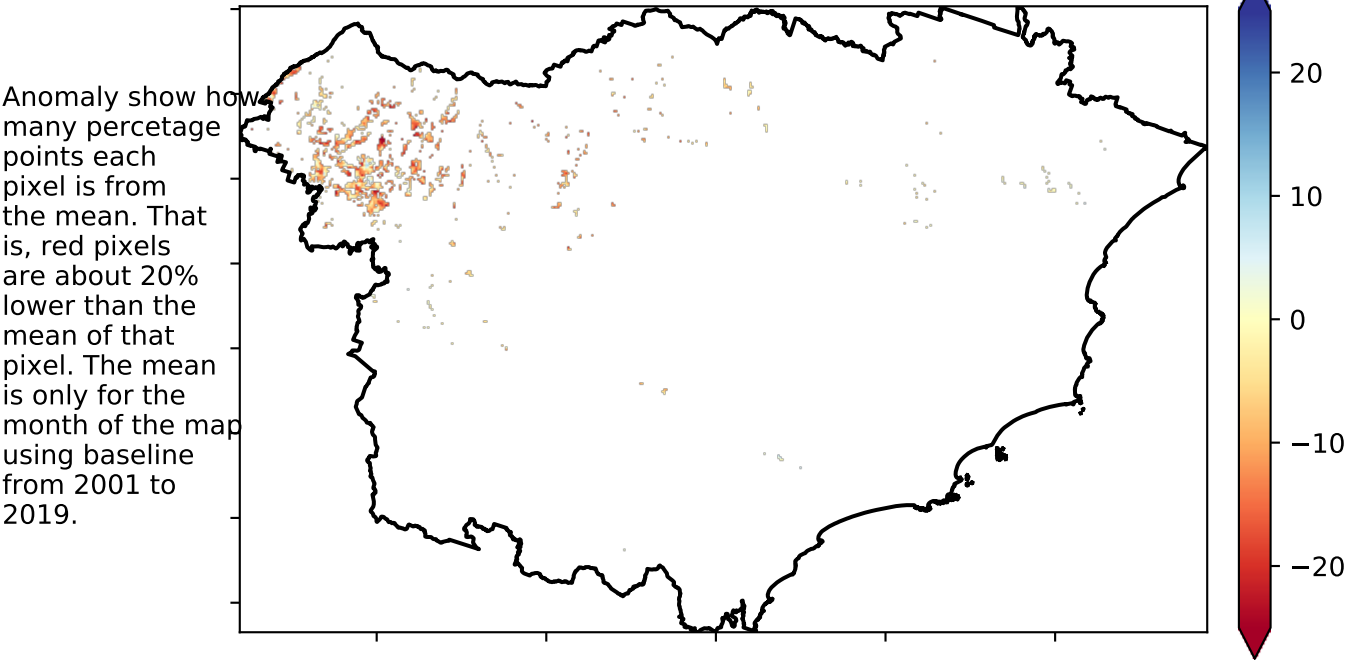 Anomaly show how
many percetage
points each
pixel is from
the mean. That
is, red pixels
are about 20%
lower than the
mean of that
pixel. The mean
is only for the
month of the map
using baseline
from 2001 to
2019.
20
10
0
−10
−20